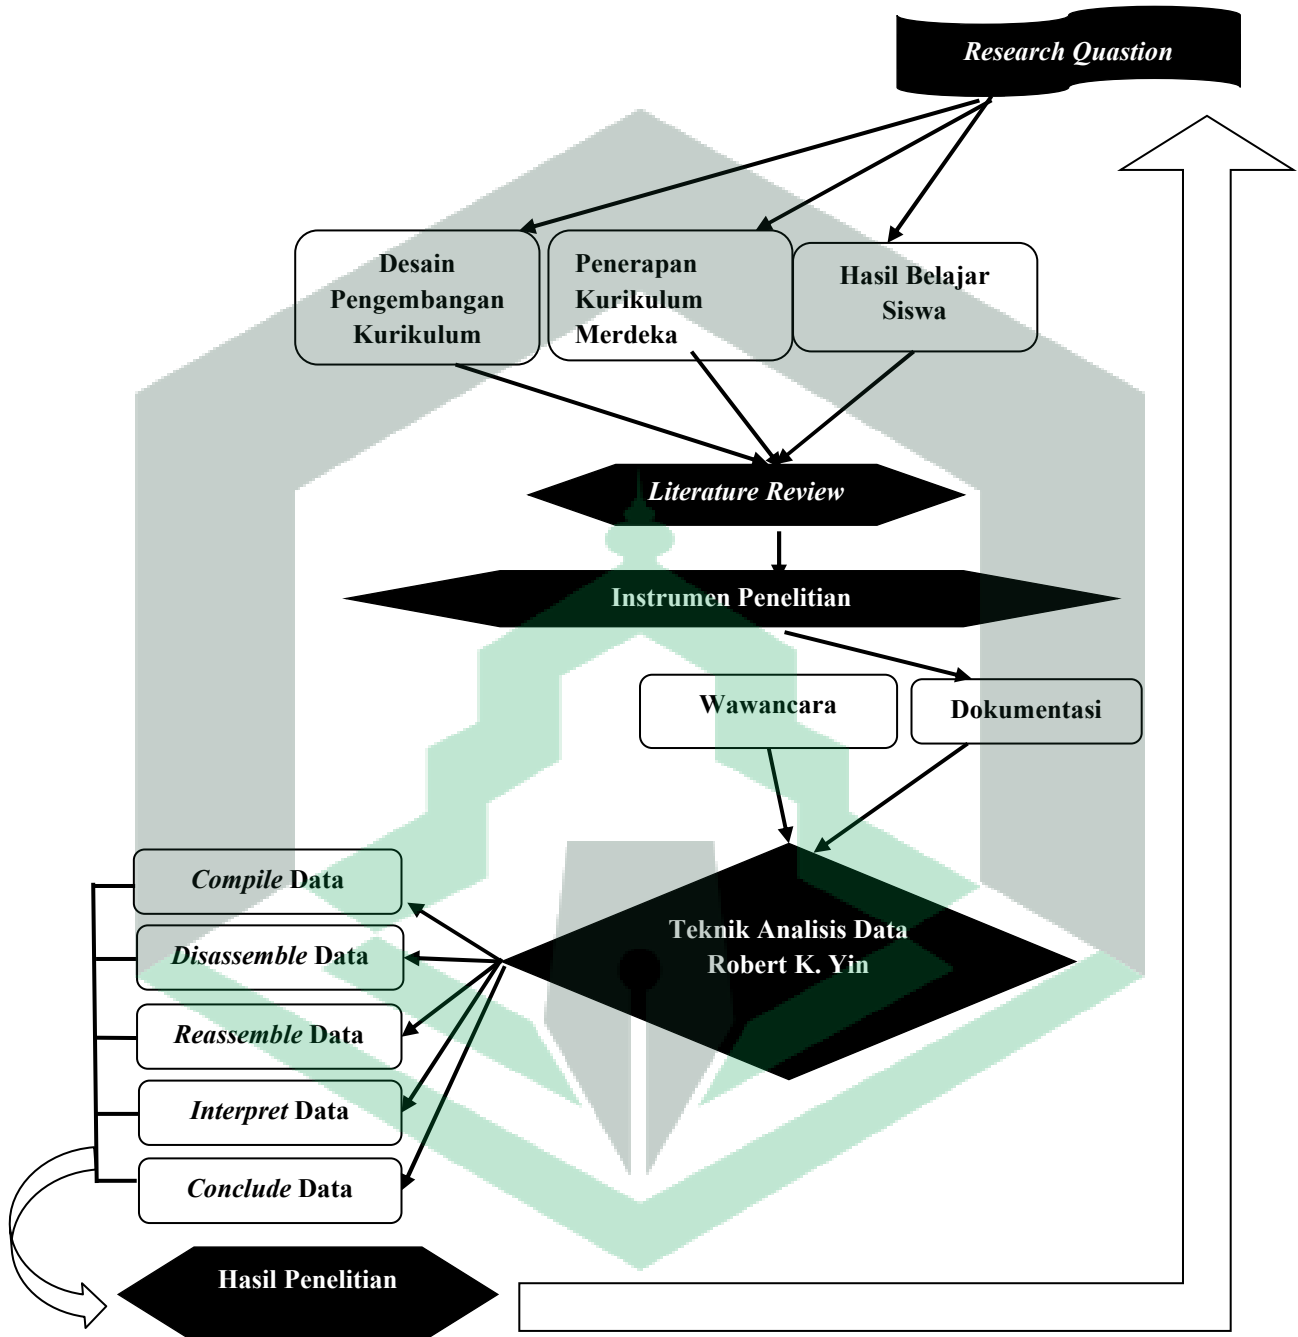 Research Quastion
Desain
Pengembangan
Kurikulum
Penerapan
Kurikulum
Merdeka
Hasil Belajar
Siswa
Literature Review
Instrumen Penelitian
Wawancara
Dokumentasi
Teknik Analisis Data
Robert K. Yin
Compile Data
Disassemble Data
Reassemble Data
Interpret Data
Conclude Data
Hasil Penelitian